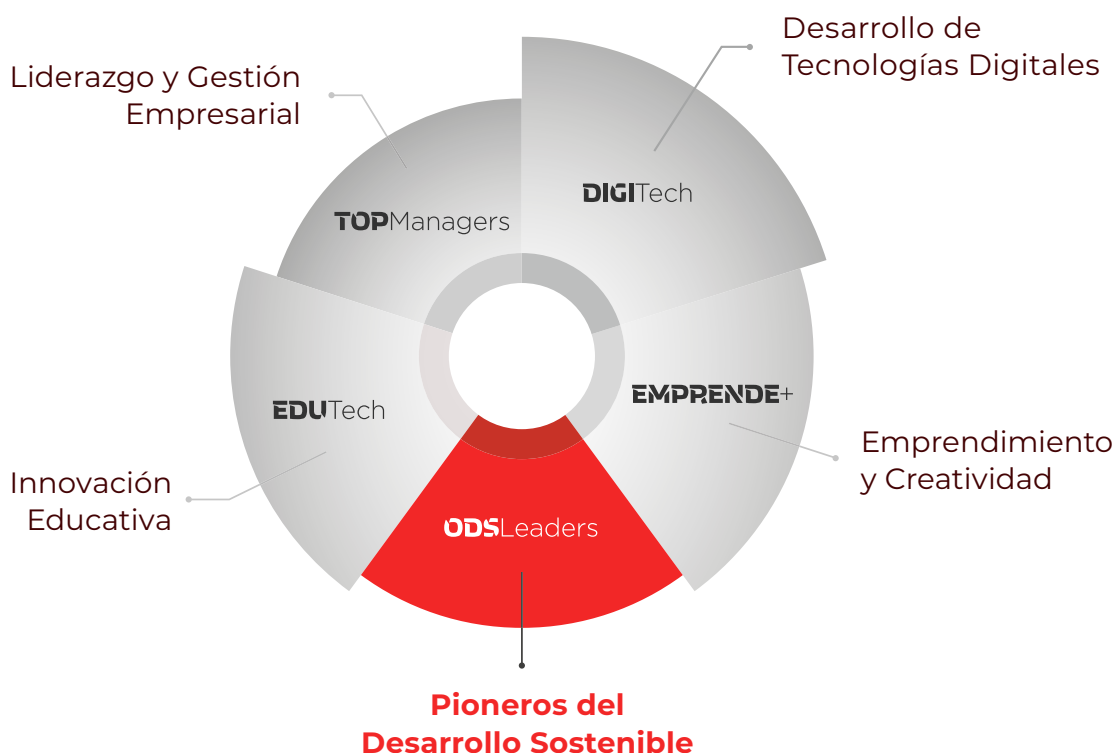 Desarrollo de
Tecnologías Digitales
Liderazgo y Gestión
Empresarial
DIGITech
TOPManagers
EMPRENDE+
EDUTech
Emprendimiento
y Creatividad
Innovación
Educativa
ODSLeaders
Pioneros del
Desarrollo Sostenible